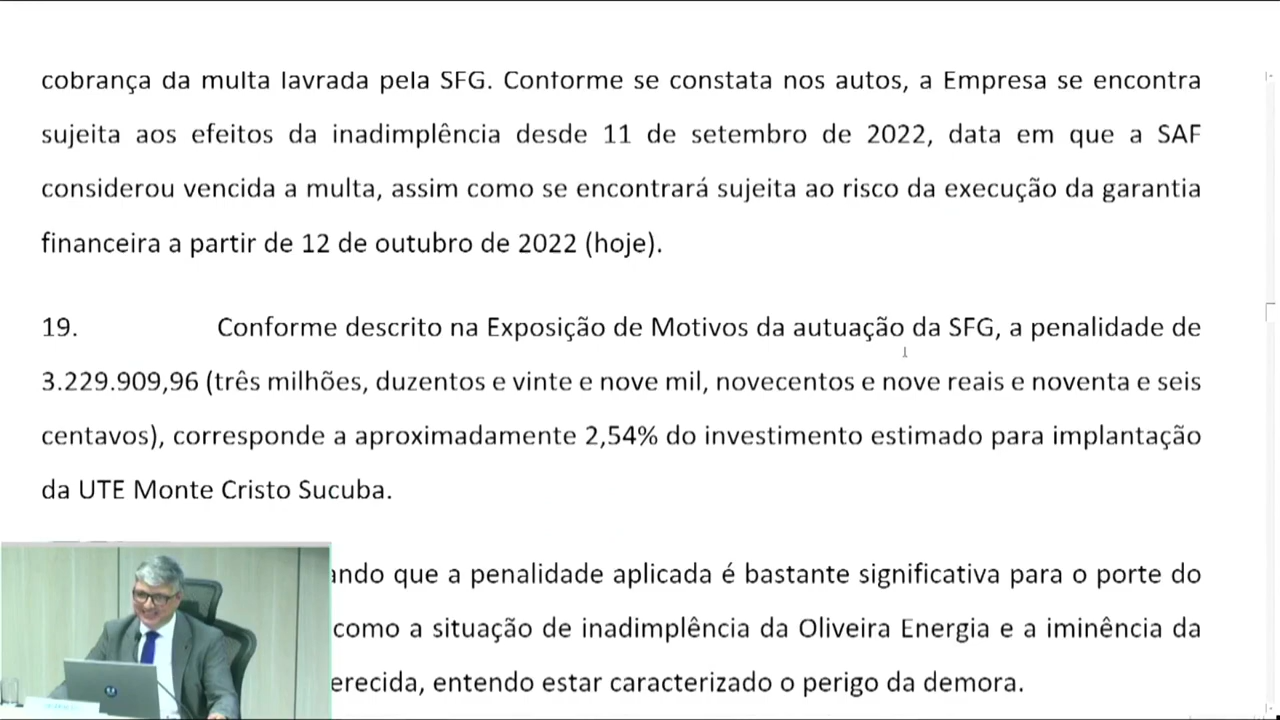 cobrança da multa lavrada pela SFG. Conforme se constata nos autos, a Empresa se encontra
sujeita aos efeitos da inadimplência desde 11 de setembro de 2022, data em que a SAF
considerou vencida a multa, assim como se encontrará sujeita ao risco da execução da garantia
financeira a partir de 12 de outubro de 2022 (hoje).
19. Conforme descrito na Exposição de Motivos da autuação da SFG, a penalidade de
3.229.909,96 (três milhões, duzentos e vinte e nove mil, novecentos e nove reais e noventa e seis
centavos), corresponde a aproximadamente 2,54% do investimento estimado para implantação
da UTE Monte Cristo Sucuba.
ando que a penalidade aplicada é bastante significativa para o porte do
como a situação de inadimplência da Oliveira Energia e a iminência da
erecida, entendo estar caracterizado o perigo da demora.